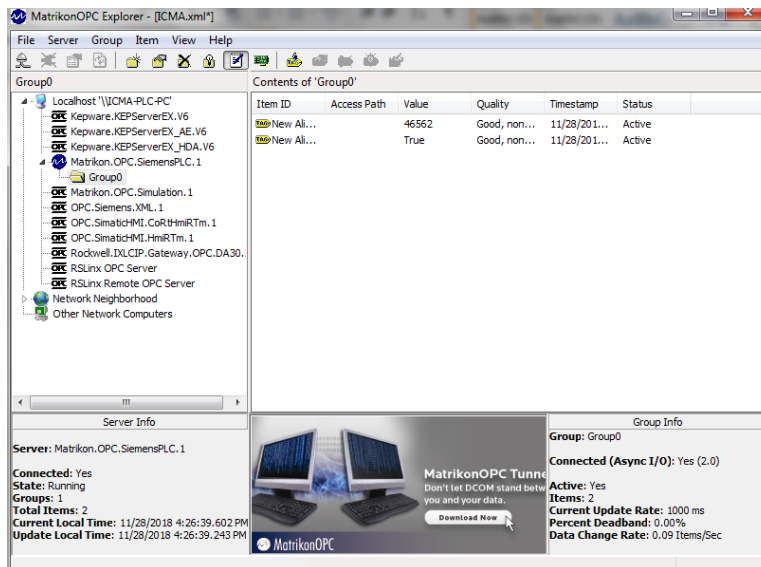 MatrikonOPC Explorer - [ICMA.xml*]
File Server Group Item View Help
Group0
Contents of 'Group0'
Localhost '\\ICMA-PLC-PC'
Kepware.KEPServerEX.V6
Kepware.KEPServerEX_AE.V6
Kepware.KEPServerEX_HDA.V6
Matrikon.OPC.SiemensPLC.1
Group0
Matrikon.OPC.Simulation.1
OPC.Siemens.XML.1
OPC.SimaticHMI.CoRtHmiRTm.1
OPC.SimaticHMI.HmiRTm.1
Rockwell.IXLCIP.Gateway.OPC.DA30.
RSLinx OPC Server
RSLinx Remote OPC Server
Network Neighborhood
Other Network Computers
Item ID Access Path Value Quality Timestamp Status
New Ali... 46562 Good, non... 11/28/201... Active
New Ali... True Good, non... 11/28/201... Active
Server Info
Server: Matrikon.OPC.SiemensPLC.1
Connected: Yes
State: Running
Groups: 1
Total Items: 2
Current Local Time: 11/28/2018 4:26:39.602 PM
Update Local Time: 11/28/2018 4:26:39.243 PM
MatrikonOPC Tunne
Don't let DCOM stand betw
you and your data.
Download Now
MatrikonOPC
Group Info
Group: Group0
Connected (Async I/O): Yes (2.0)
Active: Yes
Items: 2
Current Update Rate: 1000 ms
Percent Deadband: 0.00%
Data Change Rate: 0.09 Items/Sec